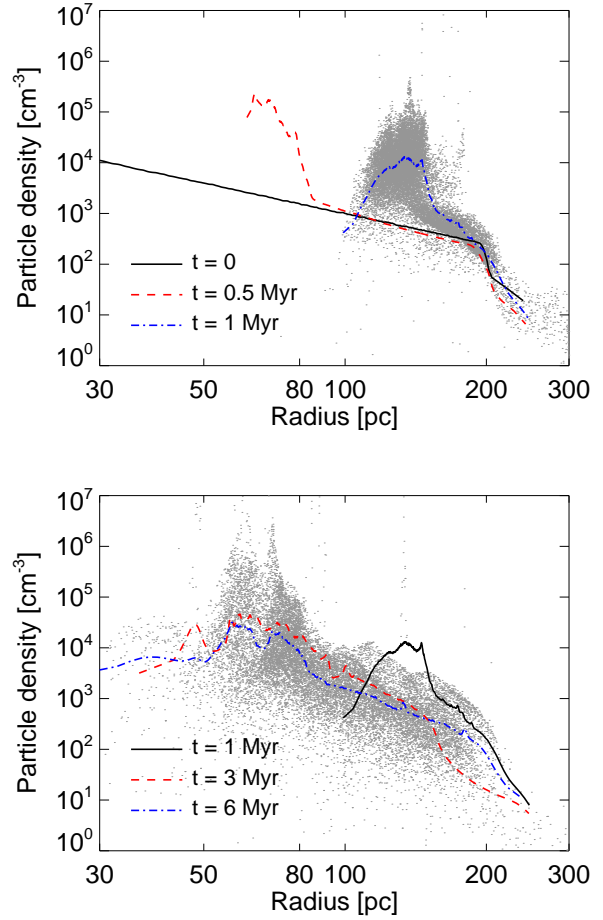 10^7
10^6
10^5
10^4
10^3
10^2
10^1
10^0
Particle density [cm^-3]
t = 0
t = 0.5 Myr
t = 1 Myr
30 50 80 100 200 300
Radius [pc]
10^7
10^6
10^5
10^4
10^3
10^2
10^1
10^0
Particle density [cm^-3]
t = 1 Myr
t = 3 Myr
t = 6 Myr
30 50 80 100 200 300
Radius [pc]